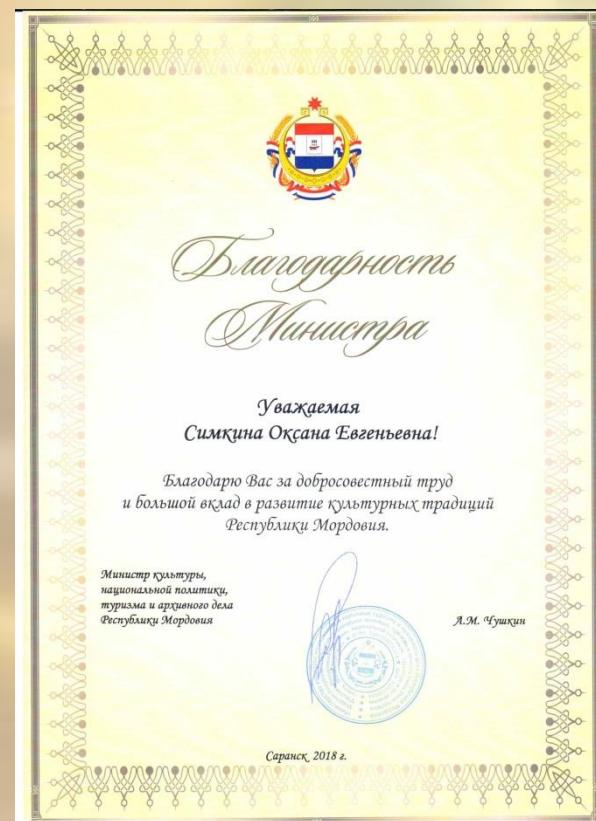 Благодарность
Министра
Уважаемая
Симкина Оксана Евгеньевна!
Благодарю Вас за добросовестный труд
и большой вклад в развитие культурных традиций
Республики Мордовия.
Министр культуры,
национальной политики,
туризма и архивного дела
Республики Мордовия
А.М. Чушкин
Саранск, 2018 г.